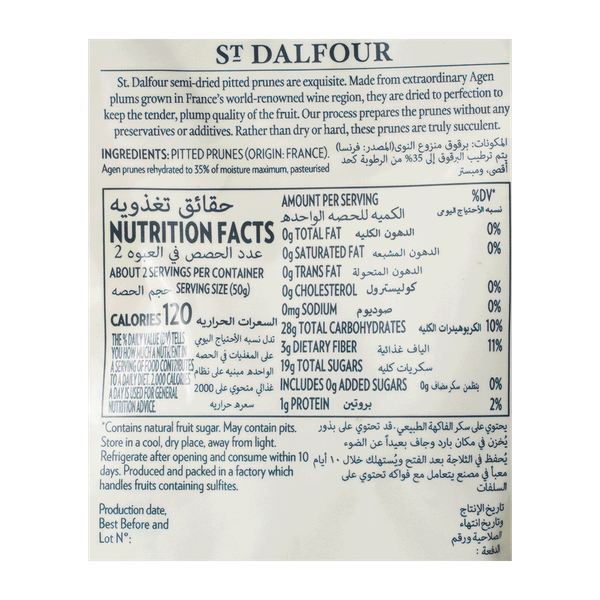 ST DALFOUR
St. Dalfour semi-dried pitted prunes are exquisite. Made from extraordinary Agen
plums grown in France's world-renowned wine region, they are dried to perfection to
keep the tender, plump quality of the fruit. Our process prepares the prunes without any
preservatives or additives. Rather than dry or hard, these prunes are truly succulent.
INGREDIENTS: PITTED PRUNES (ORIGIN: FRANCE).
Agen prunes rehydrated to 35% of moisture maximum, pasteurised
المكونات: برقوق منزوع النوى(المصدر: فرنسا)
يتم ترطيب البرقوق إلى 35% من الرطوبة كحد
أقصى، ومبستر
حقائق تغذويه
NUTRITION FACTS
عدد الحصص في العبوه 2
ABOUT 2 SERVINGS PER CONTAINER
SERVING SIZE (50g) حجم الحصه
CALORIES 120 السعرات الحراريه
THE % DAILY VALUE (DV) TELLS
YOU HOW MUCH A NUTRIENT IN
A SERVING OF FOOD CONTRIBUTES
TO A DAILY DIET. 2,000 CALORIES
A DAY IS USED FOR GENERAL
NUTRITION ADVICE.
تدل نسبه الأحتياج اليومي
على المغذيات في الحصه
الواحده مبنيه على نظام
غذائي محتوي على 2000
سعره حراريه
AMOUNT PER SERVING %DV*
الكميه للحصه الواحده نسبه الأحتياج اليومى
0g TOTAL FAT الدهون الكليه 0%
0g SATURATED FAT الدهون المشبعه 0%
0g TRANS FAT الدهون المتحولة
0g CHOLESTEROL كوليسترول 0%
0mg SODIUM صوديوم 0%
28g TOTAL CARBOHYDRATES الكربوهيدرات الكليه 10%
3g DIETARY FIBER الياف غذائية 11%
19g TOTAL SUGARS سكريات كليه
INCLUDES 0g ADDED SUGARS يتظمن سكر مضاف 0g 0%
1g PROTEIN بروتين 2%
*Contains natural fruit sugar. May contain pits.
Store in a cool, dry place, away from light.
Refrigerate after opening and consume within 10
days. Produced and packed in a factory which
handles fruits containing sulfites.
يحتوي على سكر الفاكهة الطبيعي. قد تحتوي على بذور
يُخزن في مكان بارد وجاف بعيداً عن الضوء
يُحفظ في الثلاجة بعد الفتح ويُستهلك خلال ١٠ أيام
معبأ في مصنع يتعامل مع فواكه تحتوي على
السلفات
Production date,
Best Before and
Lot N°:
تاريخ الإنتاج
وتاريخ انتهاء
الصلاحية ورقم
الدفعة :